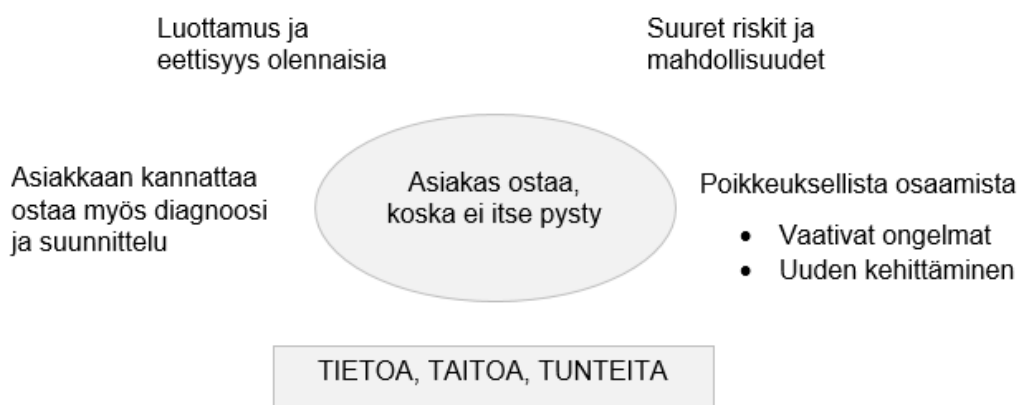 Luottamus ja
eettisyys olennaisia
Suuret riskit ja
mahdollisuudet
Asiakkaan kannattaa
ostaa myös diagnoosi
ja suunnittelu
Asiakas ostaa,
koska ei itse pysty
Poikkeuksellista osaamista
• Vaativat ongelmat
• Uuden kehittäminen
TIETOA, TAITOA, TUNTEITA